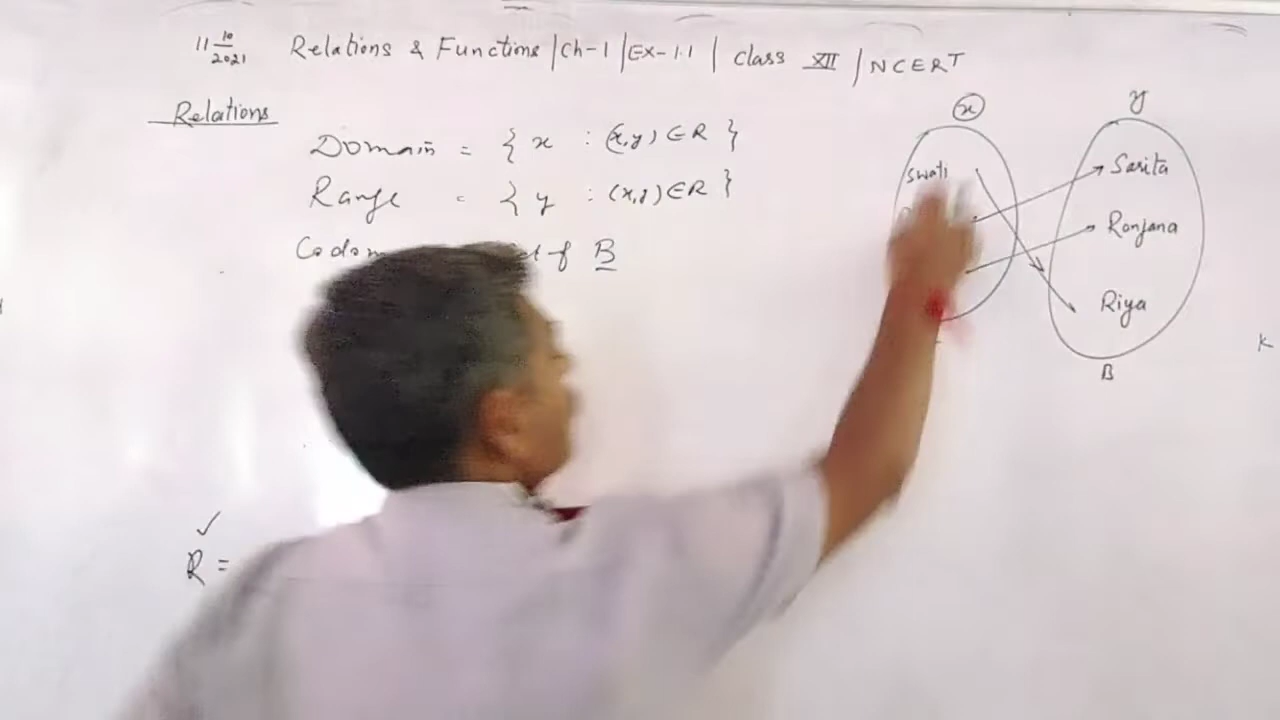 11 10/2021 Relations & Functions | Ch-1 | EX-1.1 | Class XII | NCERT
Relations
Domain = { x : (x,y) ∈ R }
Range = { y : (x,y) ∈ R }
of B
R =
x y
Swati Sarita
Ranjana
Riya
B
K